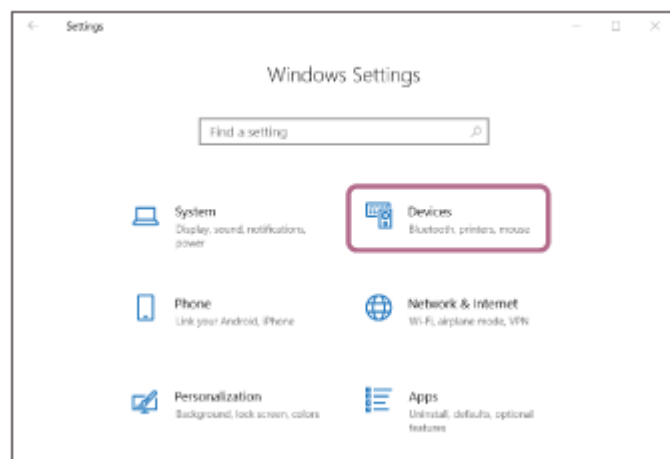 Settings
Windows Settings
Find a setting
System
Display, sound, notifications,
power
Devices
Bluetooth, printers, mouse
Phone
Link your Android, iPhone
Network & Internet
Wi-Fi, airplane mode, VPN
Personalization
Background, lock screen, colors
Apps
Uninstall, defaults, optional
features